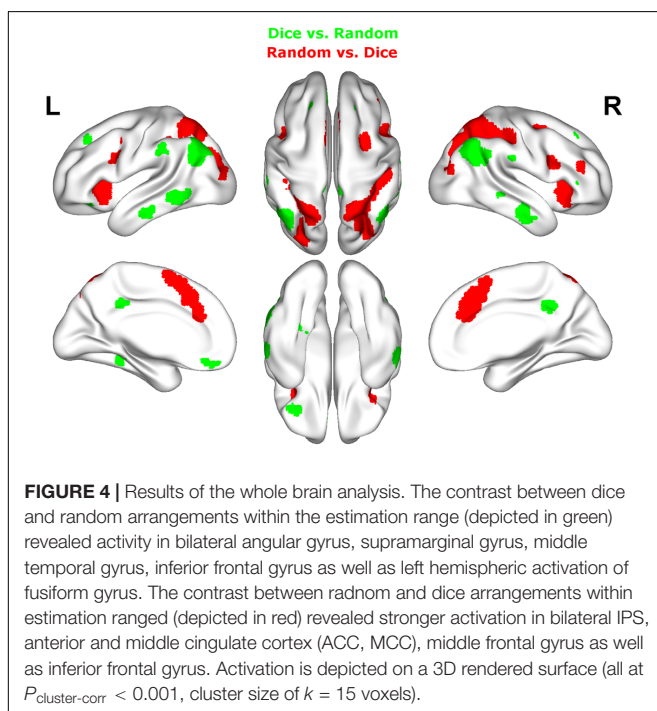 Dice vs. Random
Random vs. Dice
L
R
FIGURE 4 | Results of the whole brain analysis. The contrast between dice
and random arrangements within the estimation range (depicted in green)
revealed activity in bilateral angular gyrus, supramarginal gyrus, middle
temporal gyrus, inferior frontal gyrus as well as left hemispheric activation of
fusiform gyrus. The contrast between radnom and dice arrangements within
estimation ranged (depicted in red) revealed stronger activation in bilateral IPS,
anterior and middle cingulate cortex (ACC, MCC), middle frontal gyrus as well
as inferior frontal gyrus. Activation is depicted on a 3D rendered surface (all at
Pcluster-corr < 0.001, cluster size of k = 15 voxels).